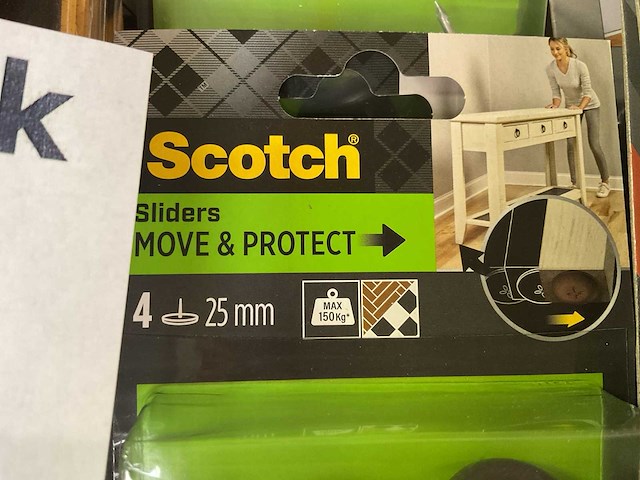 k
Scotch®
Sliders
MOVE & PROTECT
4 25 mm
MAX
150Kg*